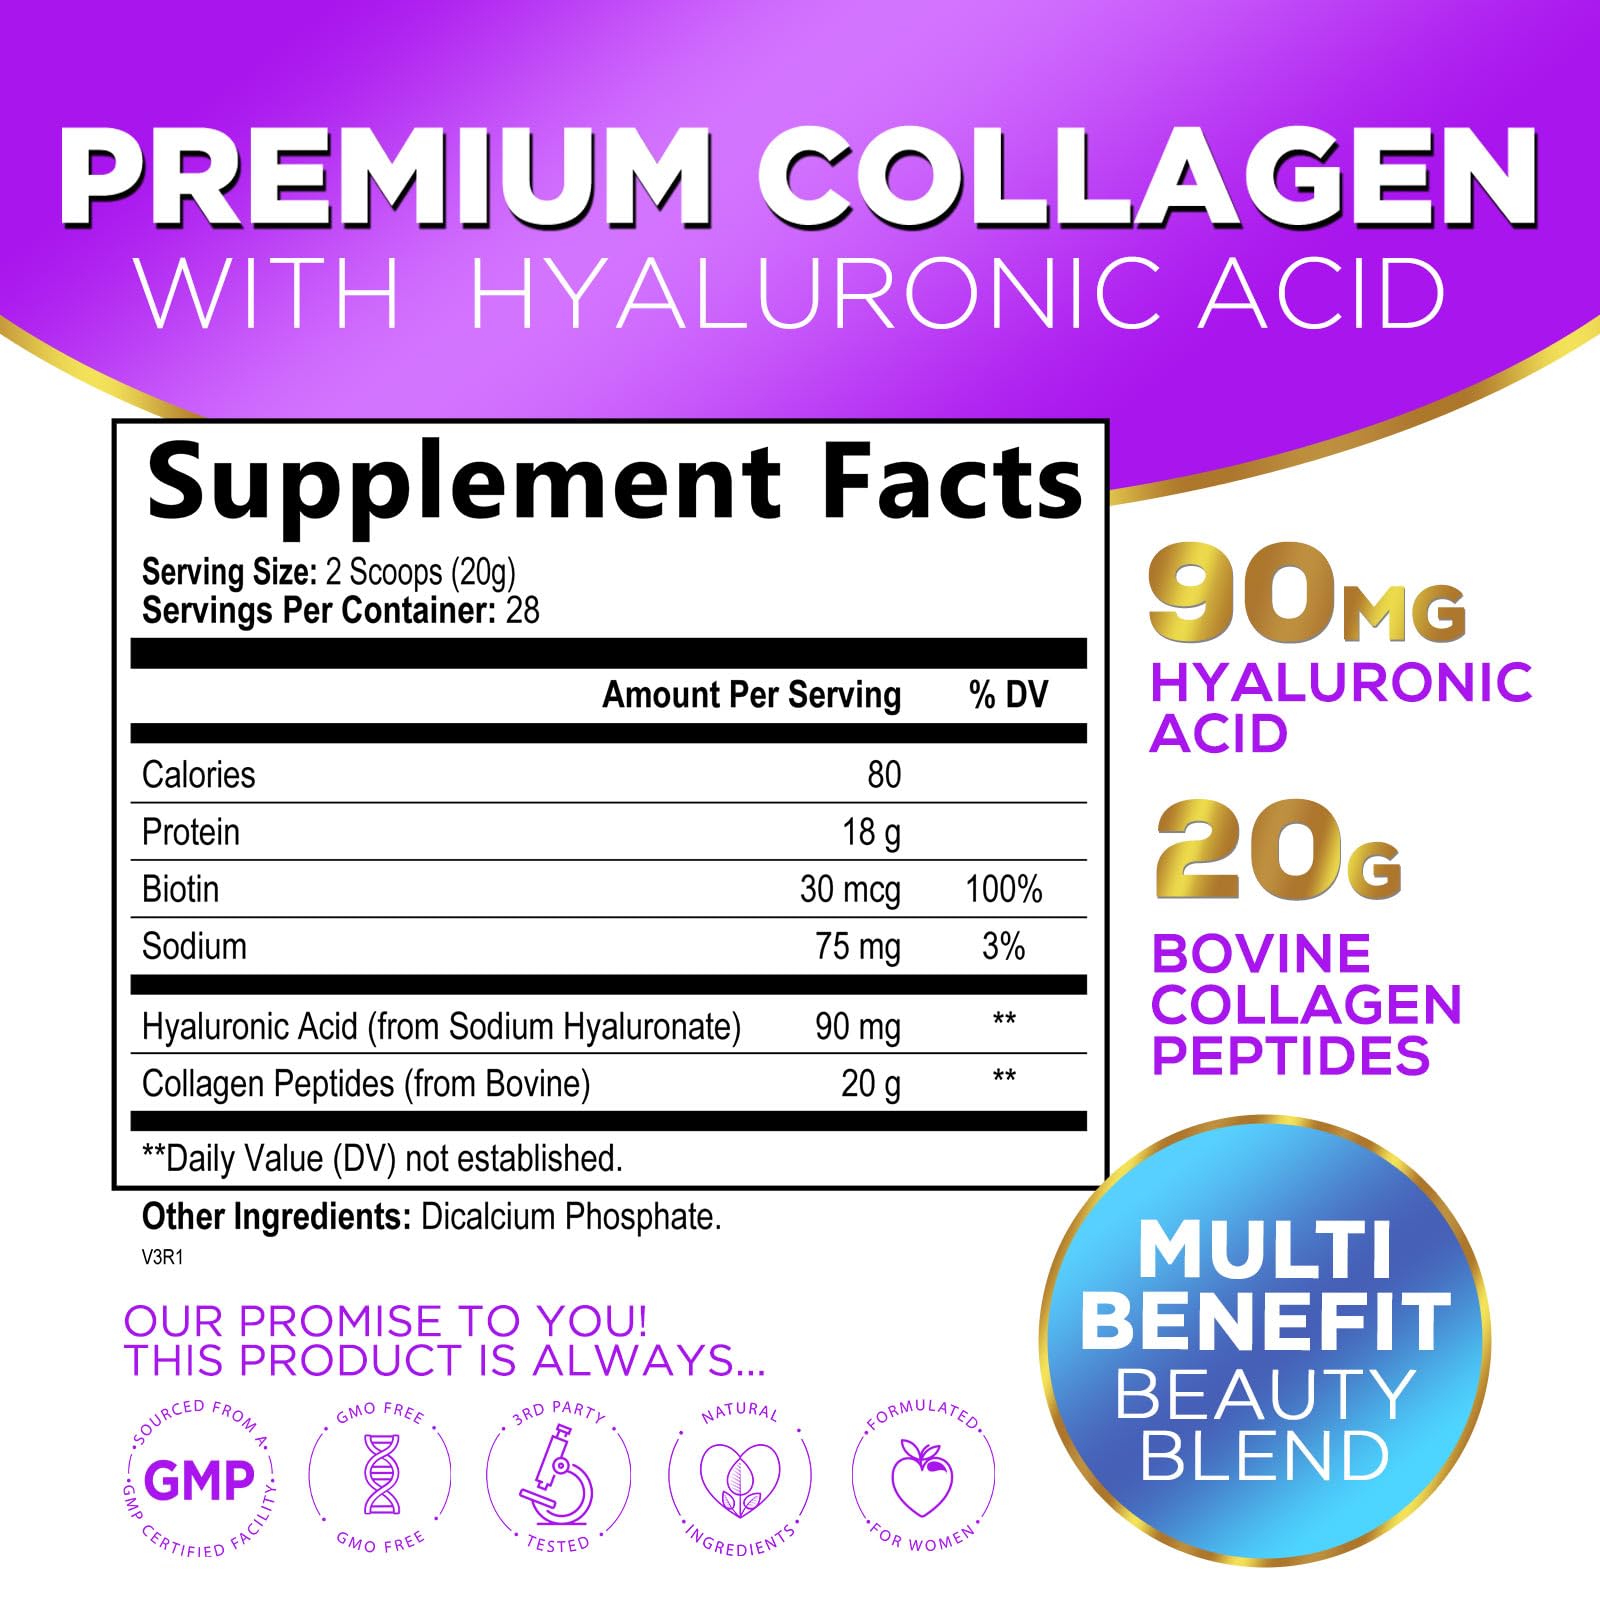 PREMIUM COLLAGEN
WITH HYALURONIC ACID
Supplement Facts
Serving Size: 2 Scoops (20g)
Servings Per Container: 28
Amount Per Serving % DV
Calories 80
Protein 18 g
Biotin 30 mcg 100%
Sodium 75 mg 3%
Hyaluronic Acid (from Sodium Hyaluronate) 90 mg **
Collagen Peptides (from Bovine) 20 g **
**Daily Value (DV) not established.
Other Ingredients: Dicalcium Phosphate.
V3R1
90MG
HYALURONIC
ACID
20G
BOVINE
COLLAGEN
PEPTIDES
MULTI
BENEFIT
BEAUTY
BLEND
OUR PROMISE TO YOU!
THIS PRODUCT IS ALWAYS...
•SOURCED FROM A•
GMP
•GMP CERTIFIED FACILITY•
GMO FREE
GMO FREE
3RD PARTY
TESTED
NATURAL
INGREDIENTS
FORMULATED
FOR WOMEN